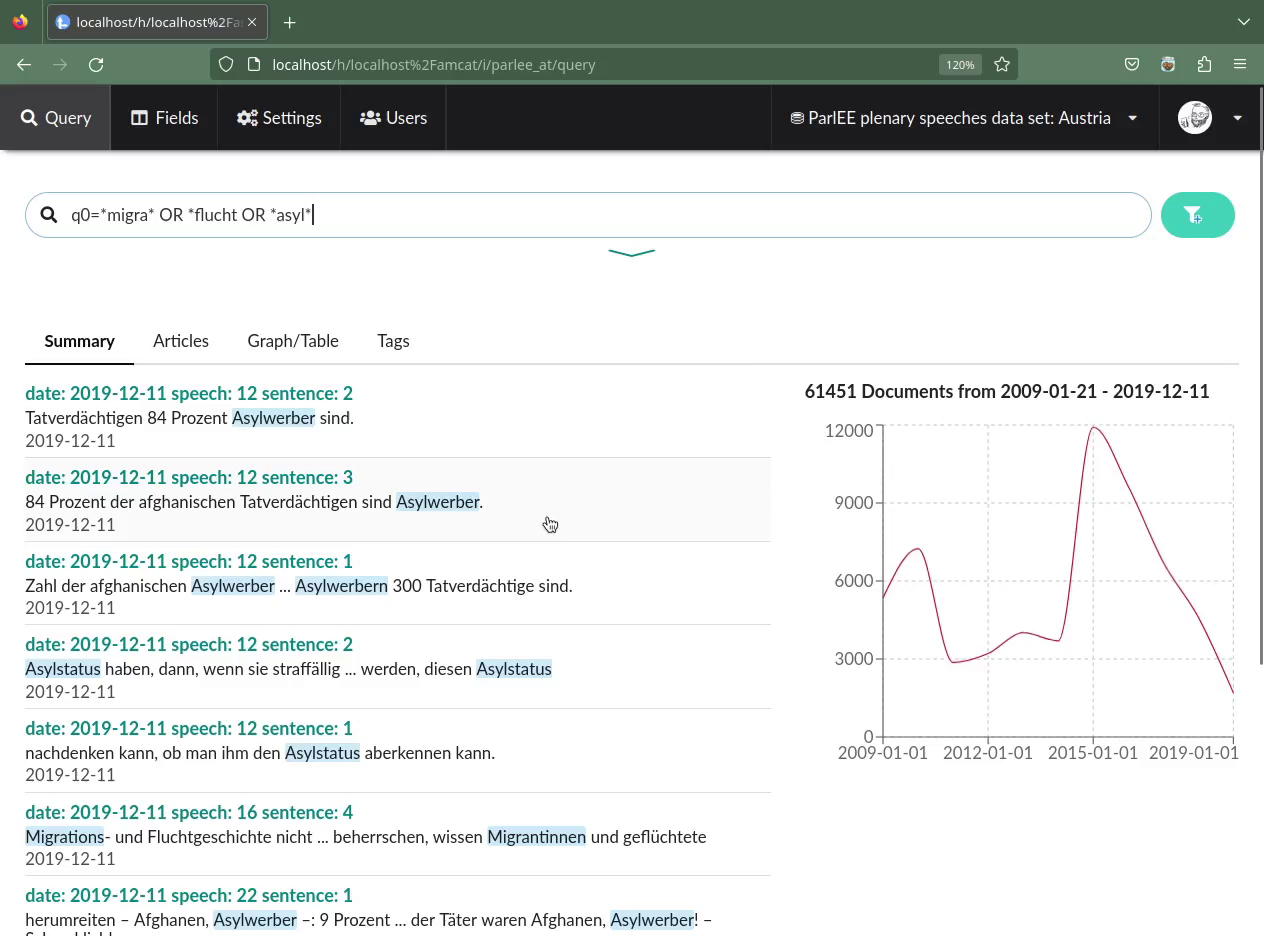 localhost/h/localhost%2Fa
localhost/h/localhost%2Famcat/i/parlee_at/query
120%
Query
Fields
Settings
Users
ParlEE plenary speeches data set: Austria
q0=*migra* OR *flucht OR *asyl*
Summary
Articles
Graph/Table
Tags
date: 2019-12-11 speech: 12 sentence: 2
Tatverdächtigen 84 Prozent Asylwerber sind.
2019-12-11
date: 2019-12-11 speech: 12 sentence: 3
84 Prozent der afghanischen Tatverdächtigen sind Asylwerber.
2019-12-11
date: 2019-12-11 speech: 12 sentence: 1
Zahl der afghanischen Asylwerber ... Asylwerbern 300 Tatverdächtige sind.
2019-12-11
date: 2019-12-11 speech: 12 sentence: 2
Asylstatus haben, dann, wenn sie straffällig ... werden, diesen Asylstatus
2019-12-11
date: 2019-12-11 speech: 12 sentence: 1
nachdenken kann, ob man ihm den Asylstatus aberkennen kann.
2019-12-11
date: 2019-12-11 speech: 16 sentence: 4
Migrations- und Fluchtgeschichte nicht ... beherrschen, wissen Migrantinnen und geflüchtete
2019-12-11
date: 2019-12-11 speech: 22 sentence: 1
herumreiten – Afghanen, Asylwerber –: 9 Prozent ... der Täter waren Afghanen, Asylwerber! –
61451 Documents from 2009-01-21 - 2019-12-11
12000
9000
6000
3000
0
2009-01-01
2012-01-01
2015-01-01
2019-01-01